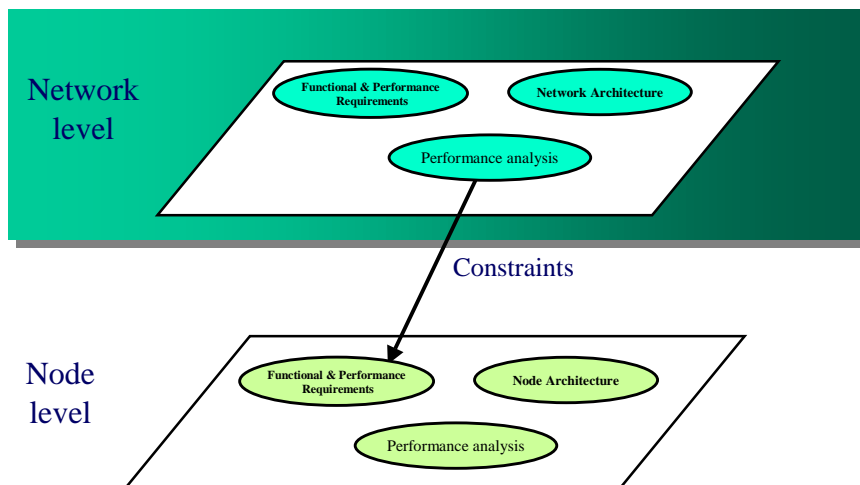 Network
level
Functional & Performance
Requirements
Network Architecture
Performance analysis
Constraints
Node
level
Functional & Performance
Requirements
Node Architecture
Performance analysis